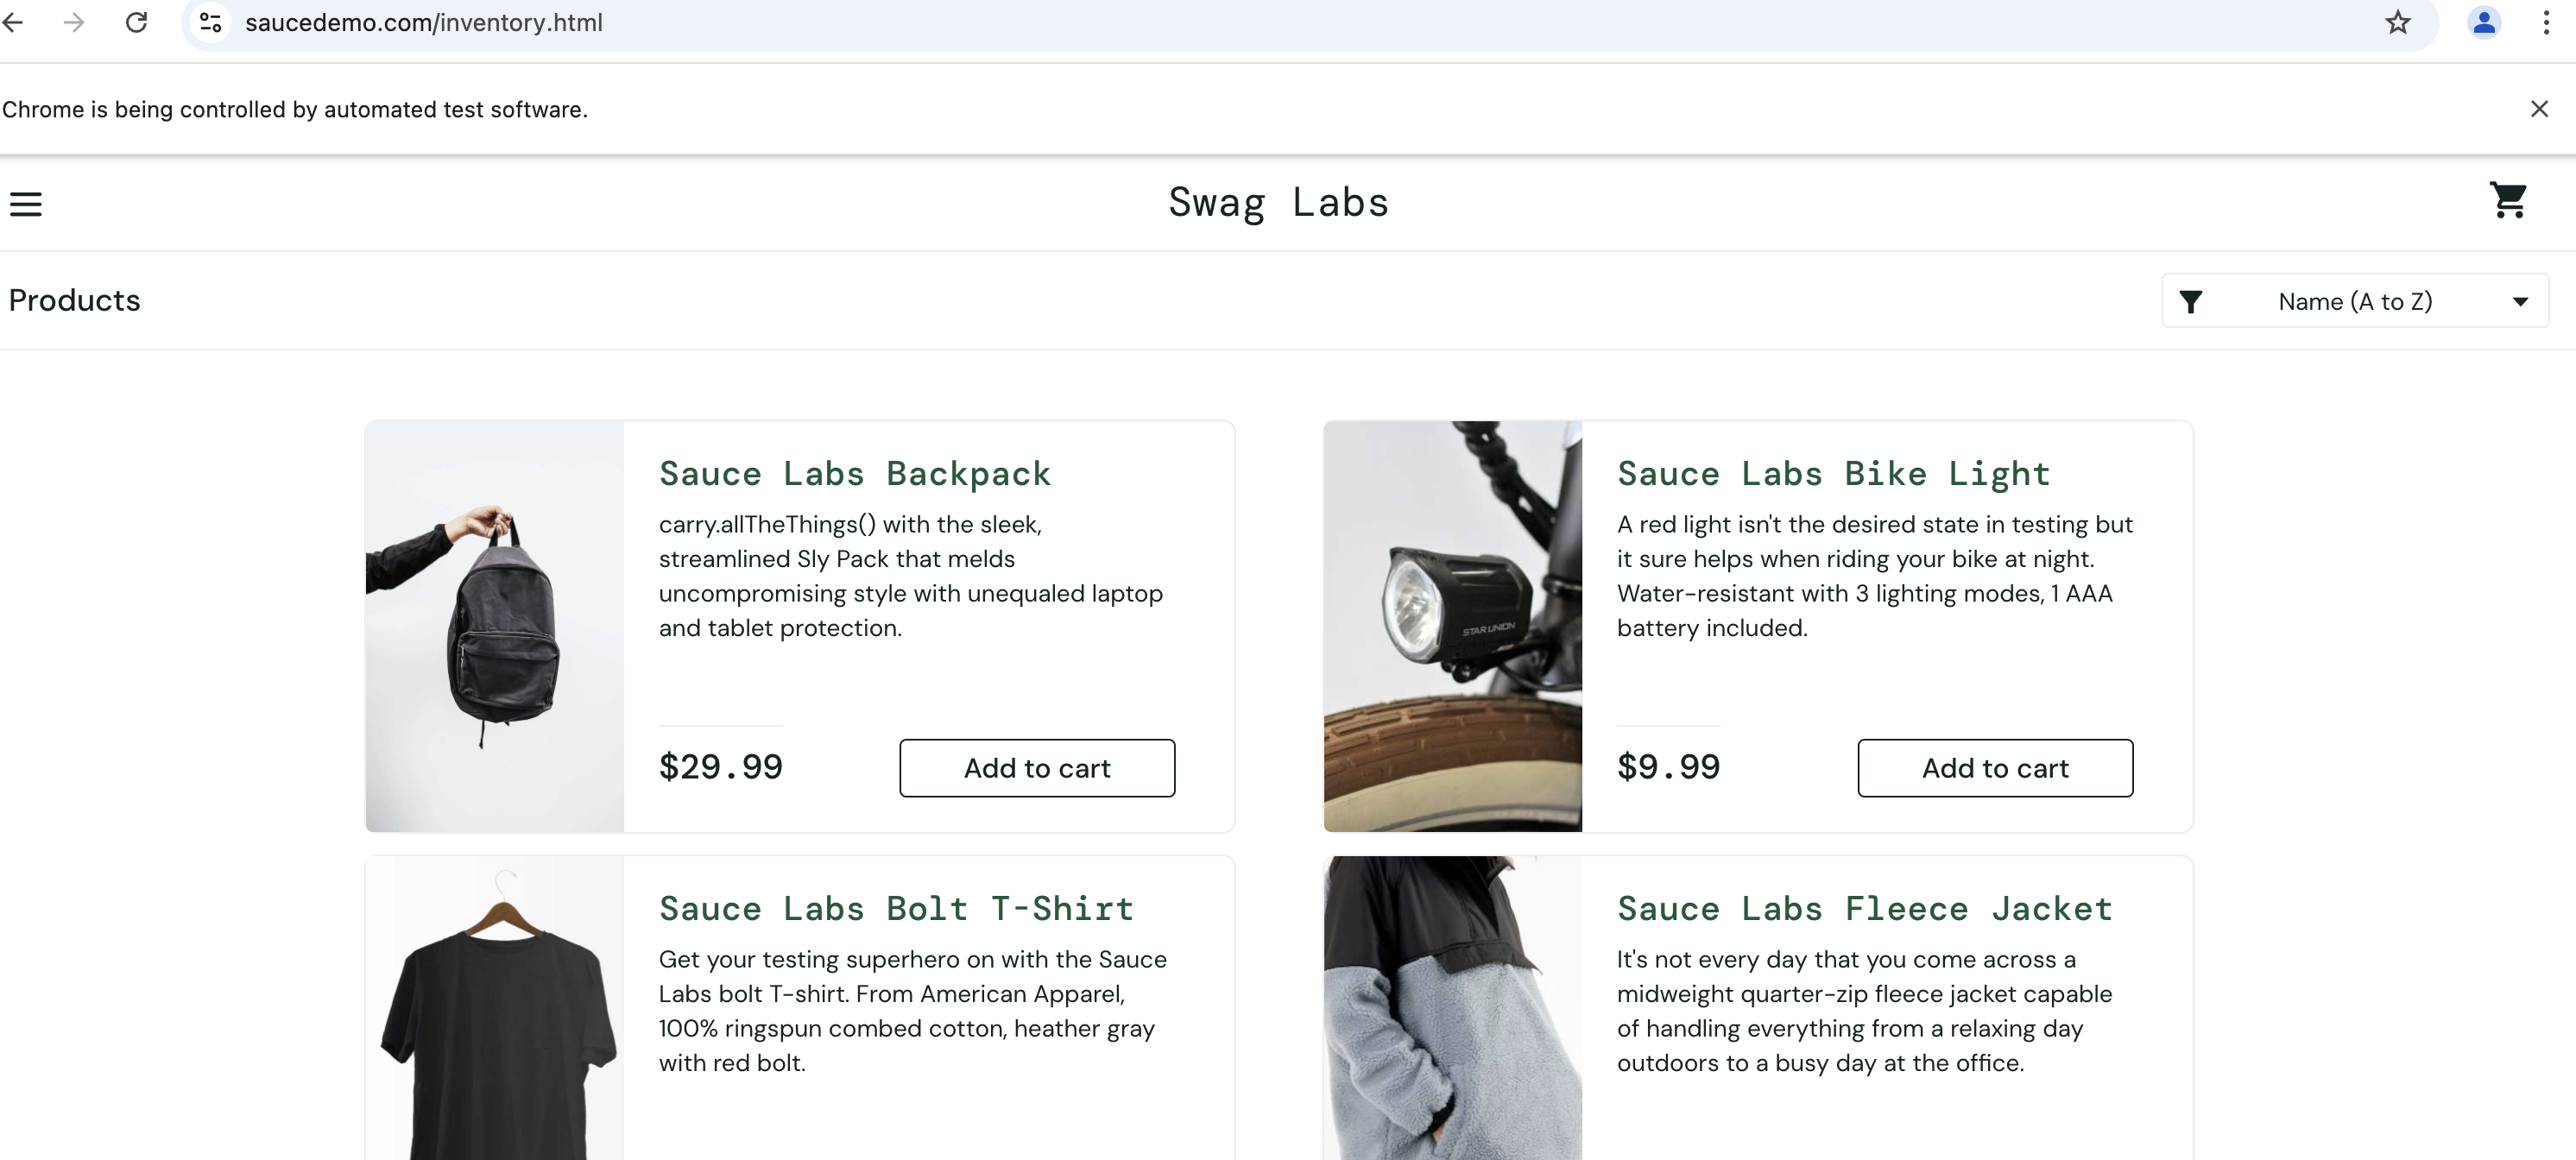 saucedemo.com/inventory.html
Chrome is being controlled by automated test software.
Swag Labs
Products
Name (A to Z)
Sauce Labs Backpack
carry.allTheThings() with the sleek,
streamlined Sly Pack that melds
uncompromising style with unequaled laptop
and tablet protection.
$29.99
Add to cart
Sauce Labs Bike Light
A red light isn't the desired state in testing but
it sure helps when riding your bike at night.
Water-resistant with 3 lighting modes, 1 AAA
battery included.
STAR UNION
$9.99
Add to cart
Sauce Labs Bolt T-Shirt
Get your testing superhero on with the Sauce
Labs bolt T-shirt. From American Apparel,
100% ringspun combed cotton, heather gray
with red bolt.
Sauce Labs Fleece Jacket
It's not every day that you come across a
midweight quarter-zip fleece jacket capable
of handling everything from a relaxing day
outdoors to a busy day at the office.